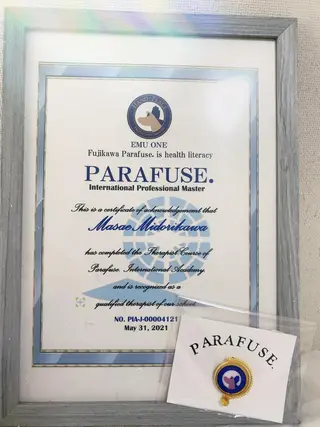 EMU ONE
Fujikawa Parafuse. is health literacy
PARAFUSE.
International Professional Master
This is a certificate of acknowledgement that
Masae Midorikawa
has completed the Therapist Course of
Parafuse. International Academy
and is recognized as a
qualified therapist of our school
NO. PIA-J-00004121
May 31, 2021
PARAFUSE.